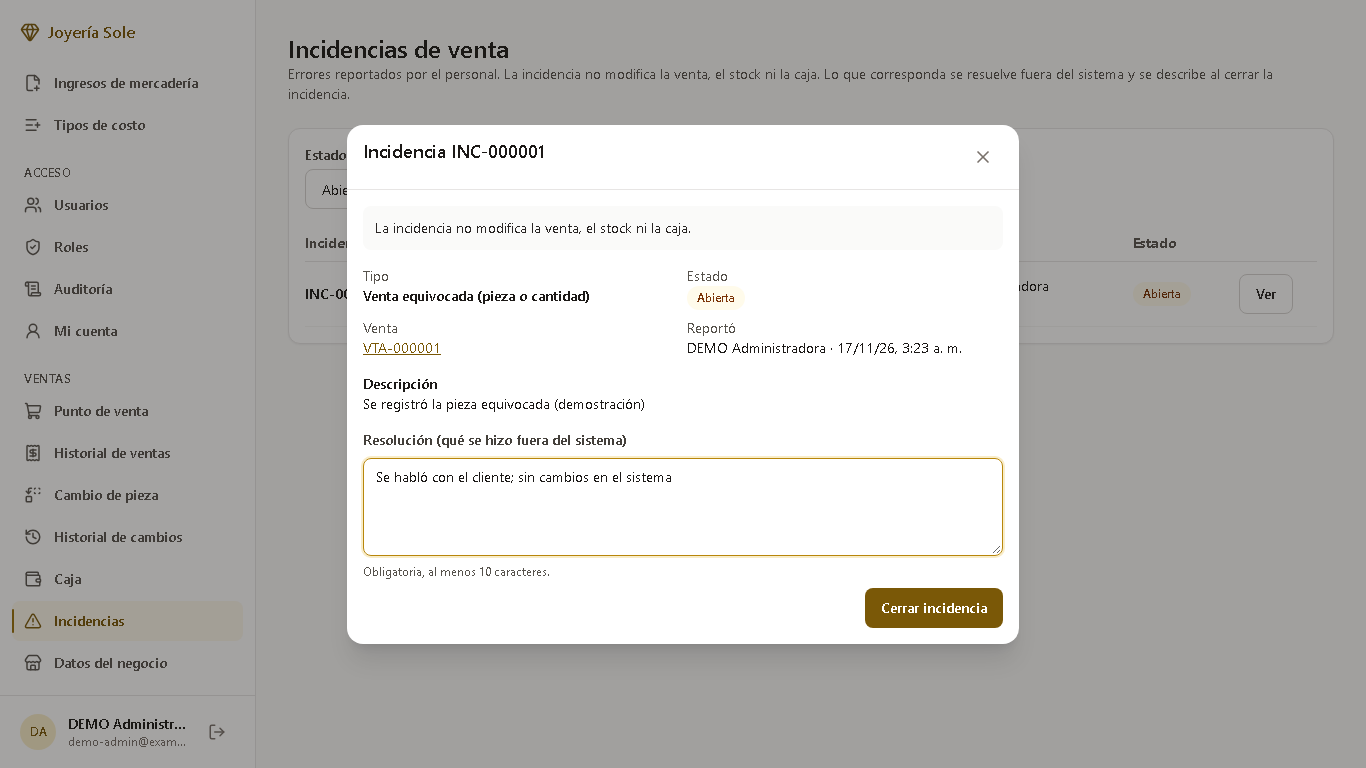 Joyería Sole
Ingresos de mercadería
Tipos de costo
ACCESO
Usuarios
Roles
Auditoría
Mi cuenta
VENTAS
Punto de venta
Historial de ventas
Cambio de pieza
Historial de cambios
Caja
Incidencias
Datos del negocio
DA
DEMO Administr...
demo-admin@exam...
Incidencias de venta
Errores reportados por el personal. La incidencia no modifica la venta, el stock ni la caja. Lo que corresponda se resuelve fuera del sistema y se describe al cerrar la
incidencia.
Estado
Abie
Incider
Estado
INC-00
dora
Abierta
Ver
Incidencia INC-000001
La incidencia no modifica la venta, el stock ni la caja.
Tipo
Venta equivocada (pieza o cantidad)
Estado
Abierta
Venta
VTA-000001
Reportó
DEMO Administradora · 17/11/26, 3:23 a. m.
Descripción
Se registró la pieza equivocada (demostración)
Resolución (qué se hizo fuera del sistema)
Se habló con el cliente; sin cambios en el sistema
Obligatoria, al menos 10 caracteres.
Cerrar incidencia